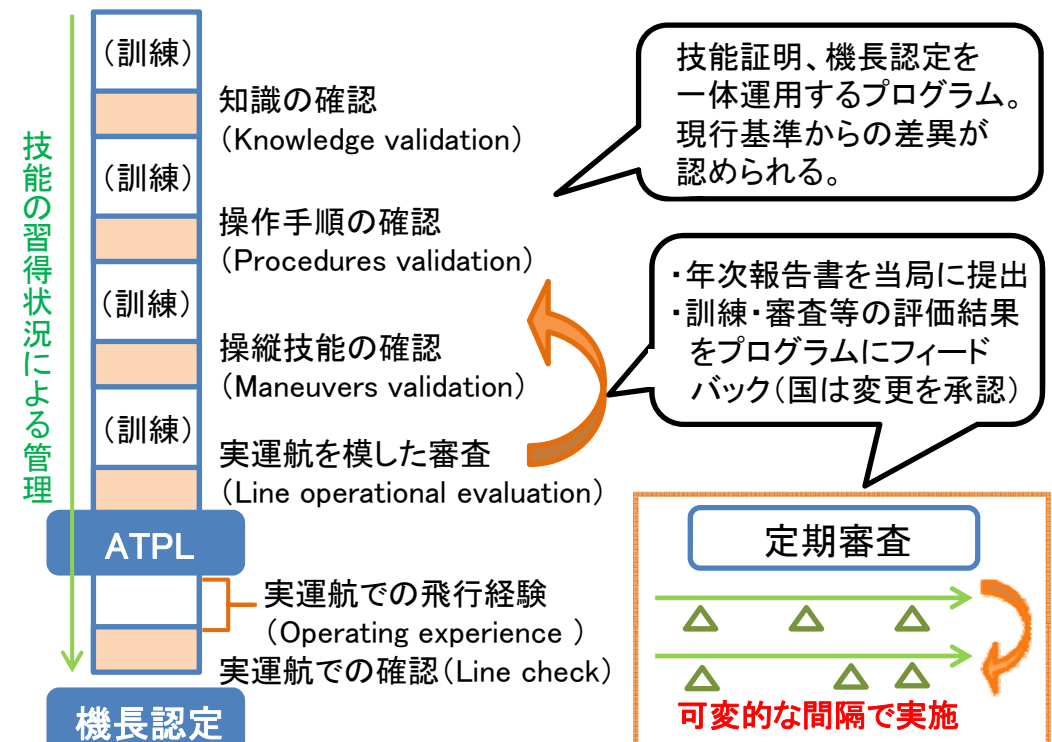 技能の習得状況による管理
(訓練)
知識の確認
(Knowledge validation)
(訓練)
操作手順の確認
(Procedures validation)
(訓練)
操縦技能の確認
(Maneuvers validation)
(訓練)
実運航を模した審査
(Line operational evaluation)
ATPL
実運航での飛行経験
(Operating experience )
実運航での確認(Line check)
機長認定
技能証明、機長認定を
一体運用するプログラム。
現行基準からの差異が
認められる。
・年次報告書を当局に提出
・訓練・審査等の評価結果
をプログラムにフィード
バック(国は変更を承認)
定期審査
可変的な間隔で実施